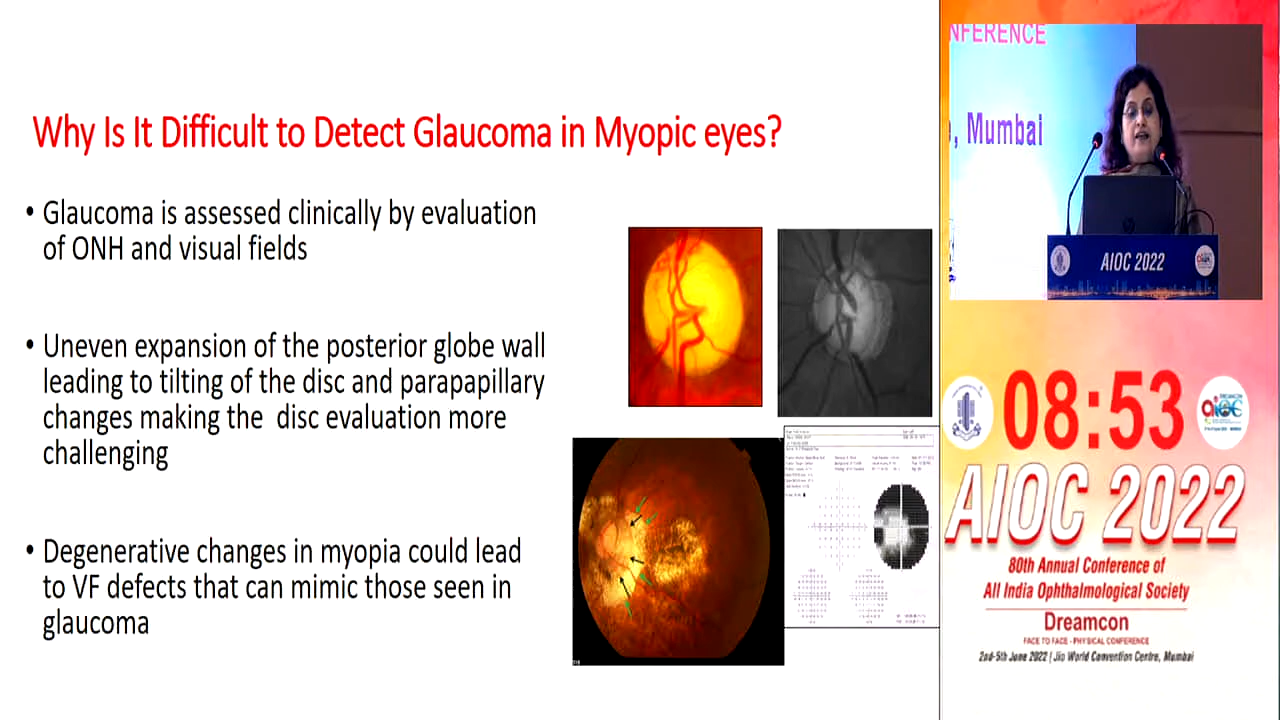 Why Is It Difficult to Detect Glaucoma in Myopic eyes?
• Glaucoma is assessed clinically by evaluation
of ONH and visual fields
• Uneven expansion of the posterior globe wall
leading to tilting of the disc and parapapillary
changes making the disc evaluation more
challenging
• Degenerative changes in myopia could lead
to VF defects that can mimic those seen in
glaucoma
NFERENCE
, Mumbai
AIOC 2022
08:53
AIOC 2022
80th Annual Conference of
All India Ophthalmological Society
Dreamcon
FACE TO FACE - PHYSICAL CONFERENCE
2nd-5th June 2022 | Jio World Convention Centre, Mumbai